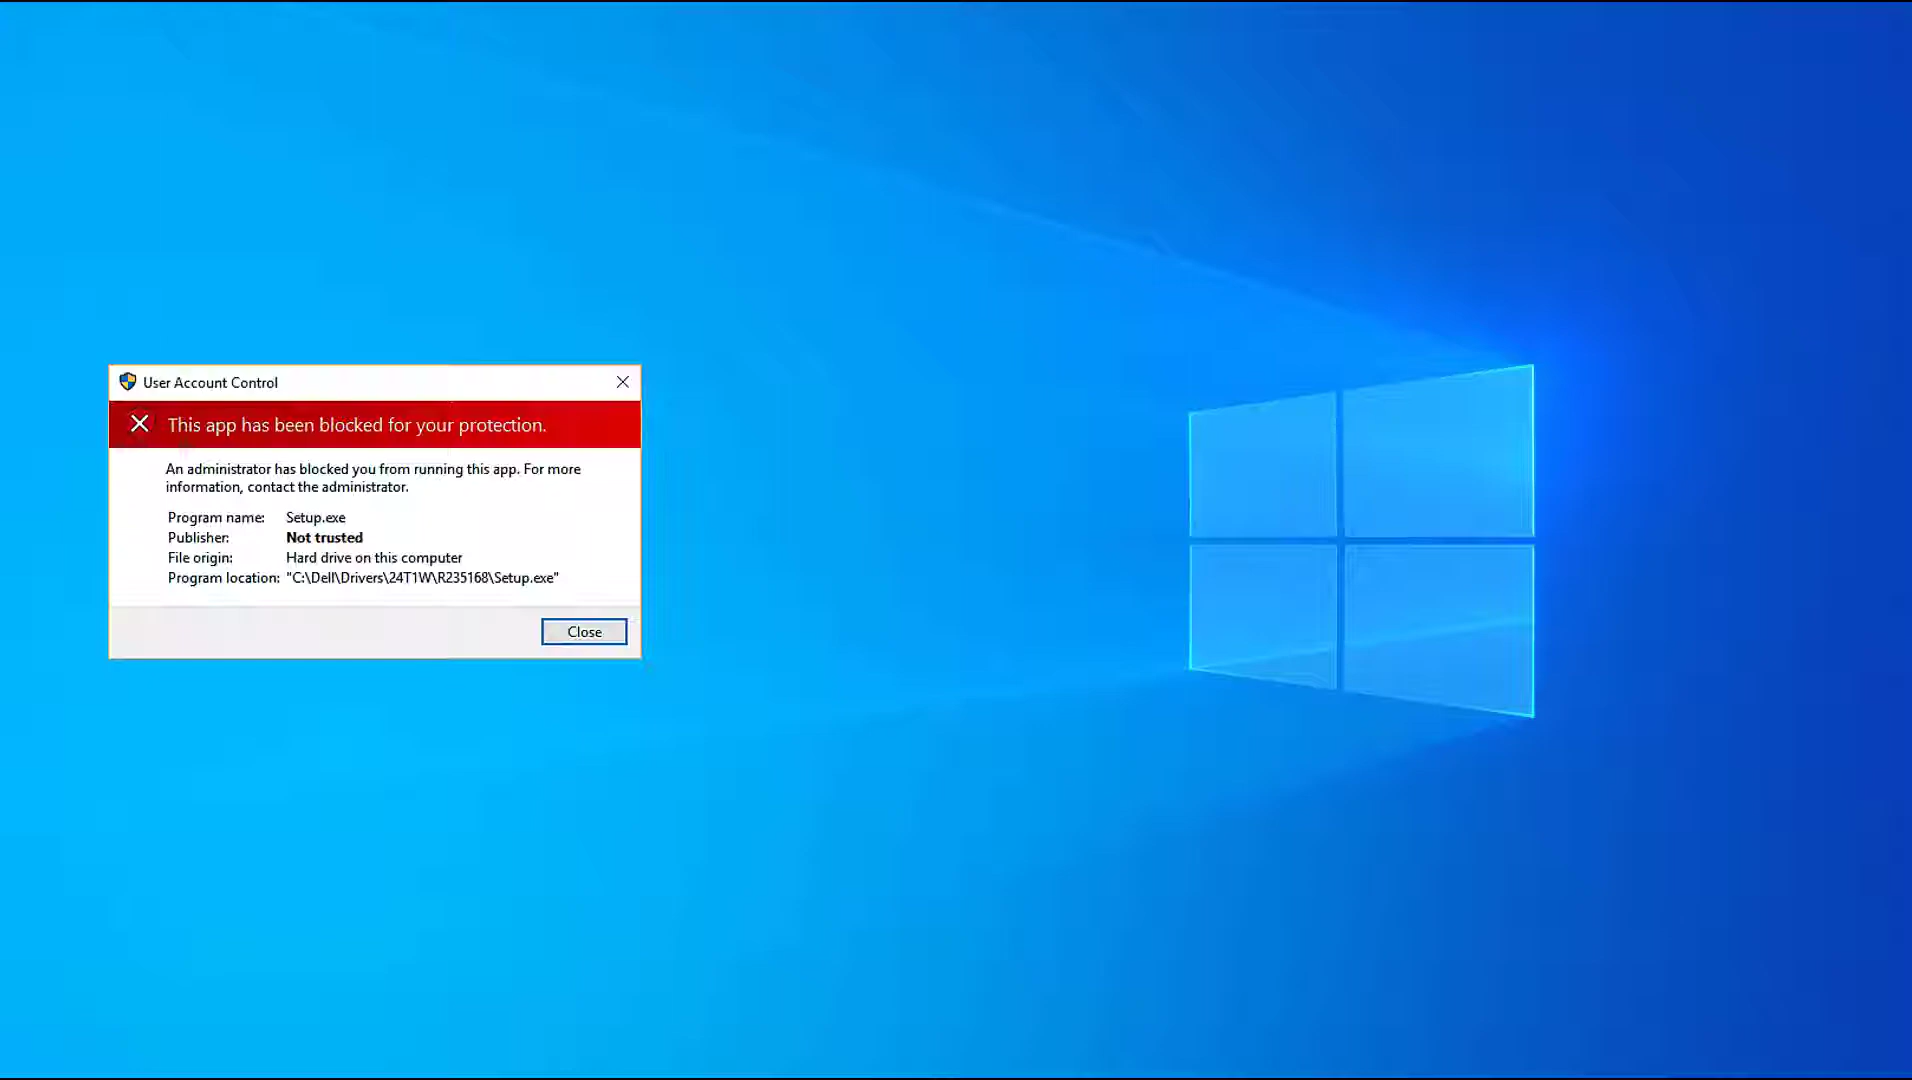 User Account Control
This app has been blocked for your protection.
An administrator has blocked you from running this app. For more
information, contact the administrator.
Program name: Setup.exe
Publisher: Not trusted
File origin: Hard drive on this computer
Program location: "C:\Dell\Drivers\24T1W\R235168\Setup.exe"
Close